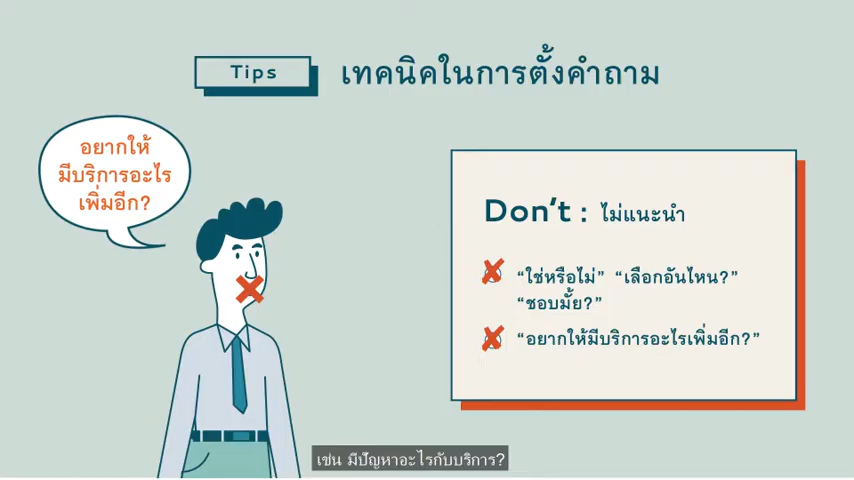 Tips เทคนิคในการตั้งคำถาม
อยากให้
มีบริการอะไร
เพิ่มอีก?
Don't : ไม่แนะนำ
“ใช่หรือไม่” “เลือกอันไหน?”
“ชอบมั้ย?”
“อยากให้มีบริการอะไรเพิ่มอีก?”
เช่น มีปัญหาอะไรกับบริการ?